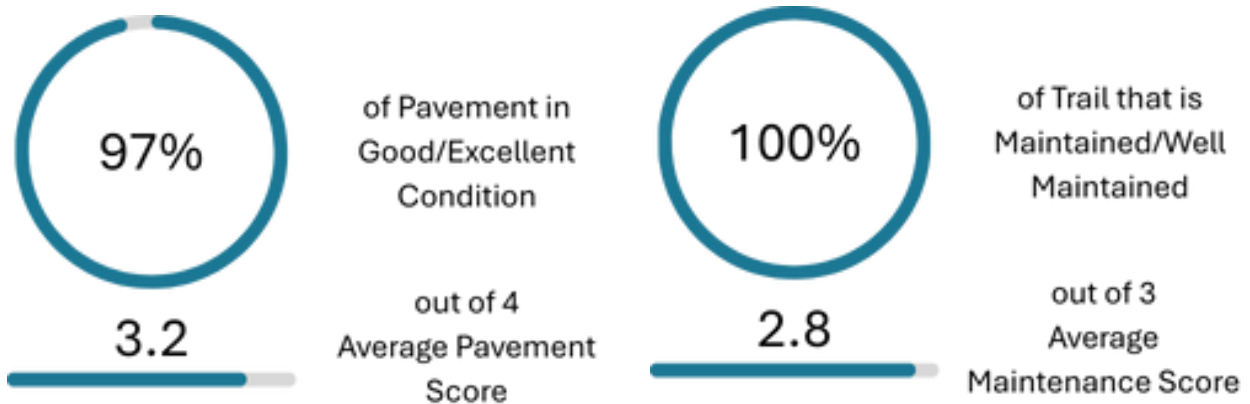 97%
of Pavement in
Good/Excellent
Condition
3.2
out of 4
Average Pavement
Score
100%
of Trail that is
Maintained/Well
Maintained
2.8
out of 3
Average
Maintenance Score